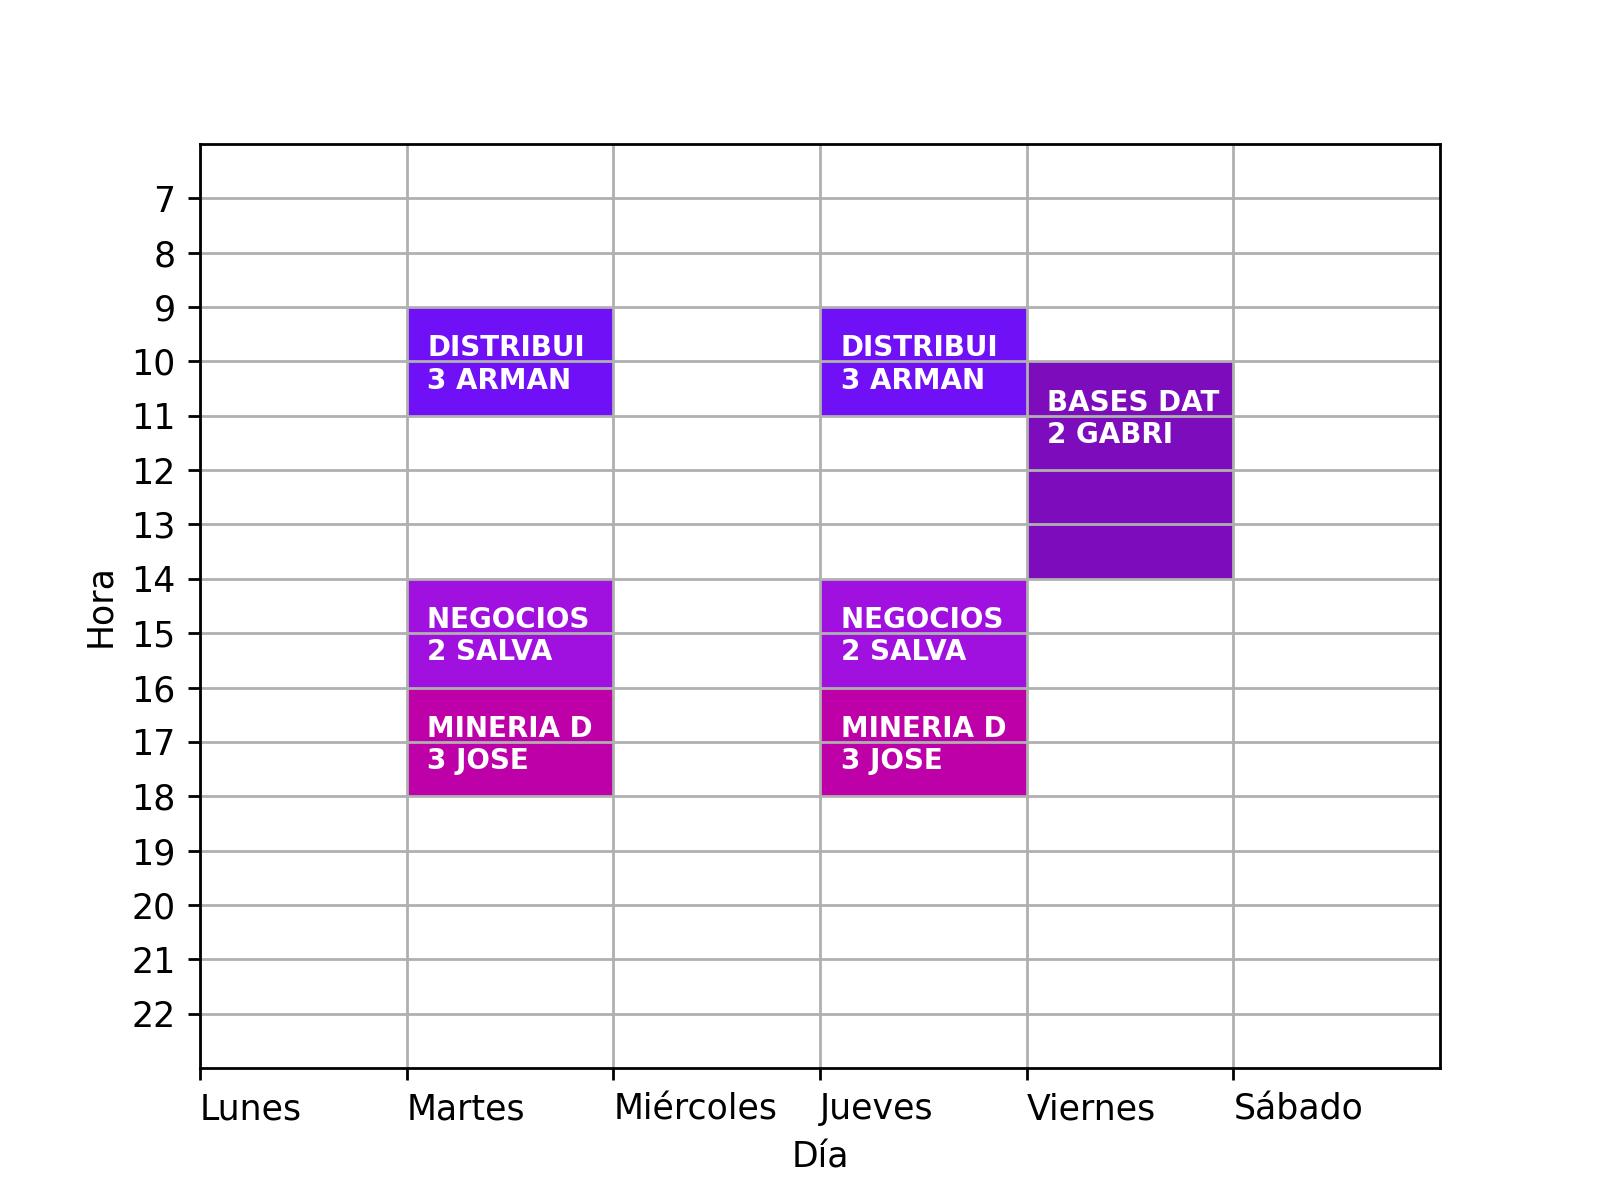 7
8
9
DISTRIBUI
3 ARMAN
DISTRIBUI
3 ARMAN
10
BASES DAT
2 GABRI
11
12
13
14
NEGOCIOS
2 SALVA
NEGOCIOS
2 SALVA
15
16
MINERIA D
3 JOSE
MINERIA D
3 JOSE
17
18
19
20
21
22
Hora
Lunes Martes Miércoles Jueves Viernes Sábado
Día